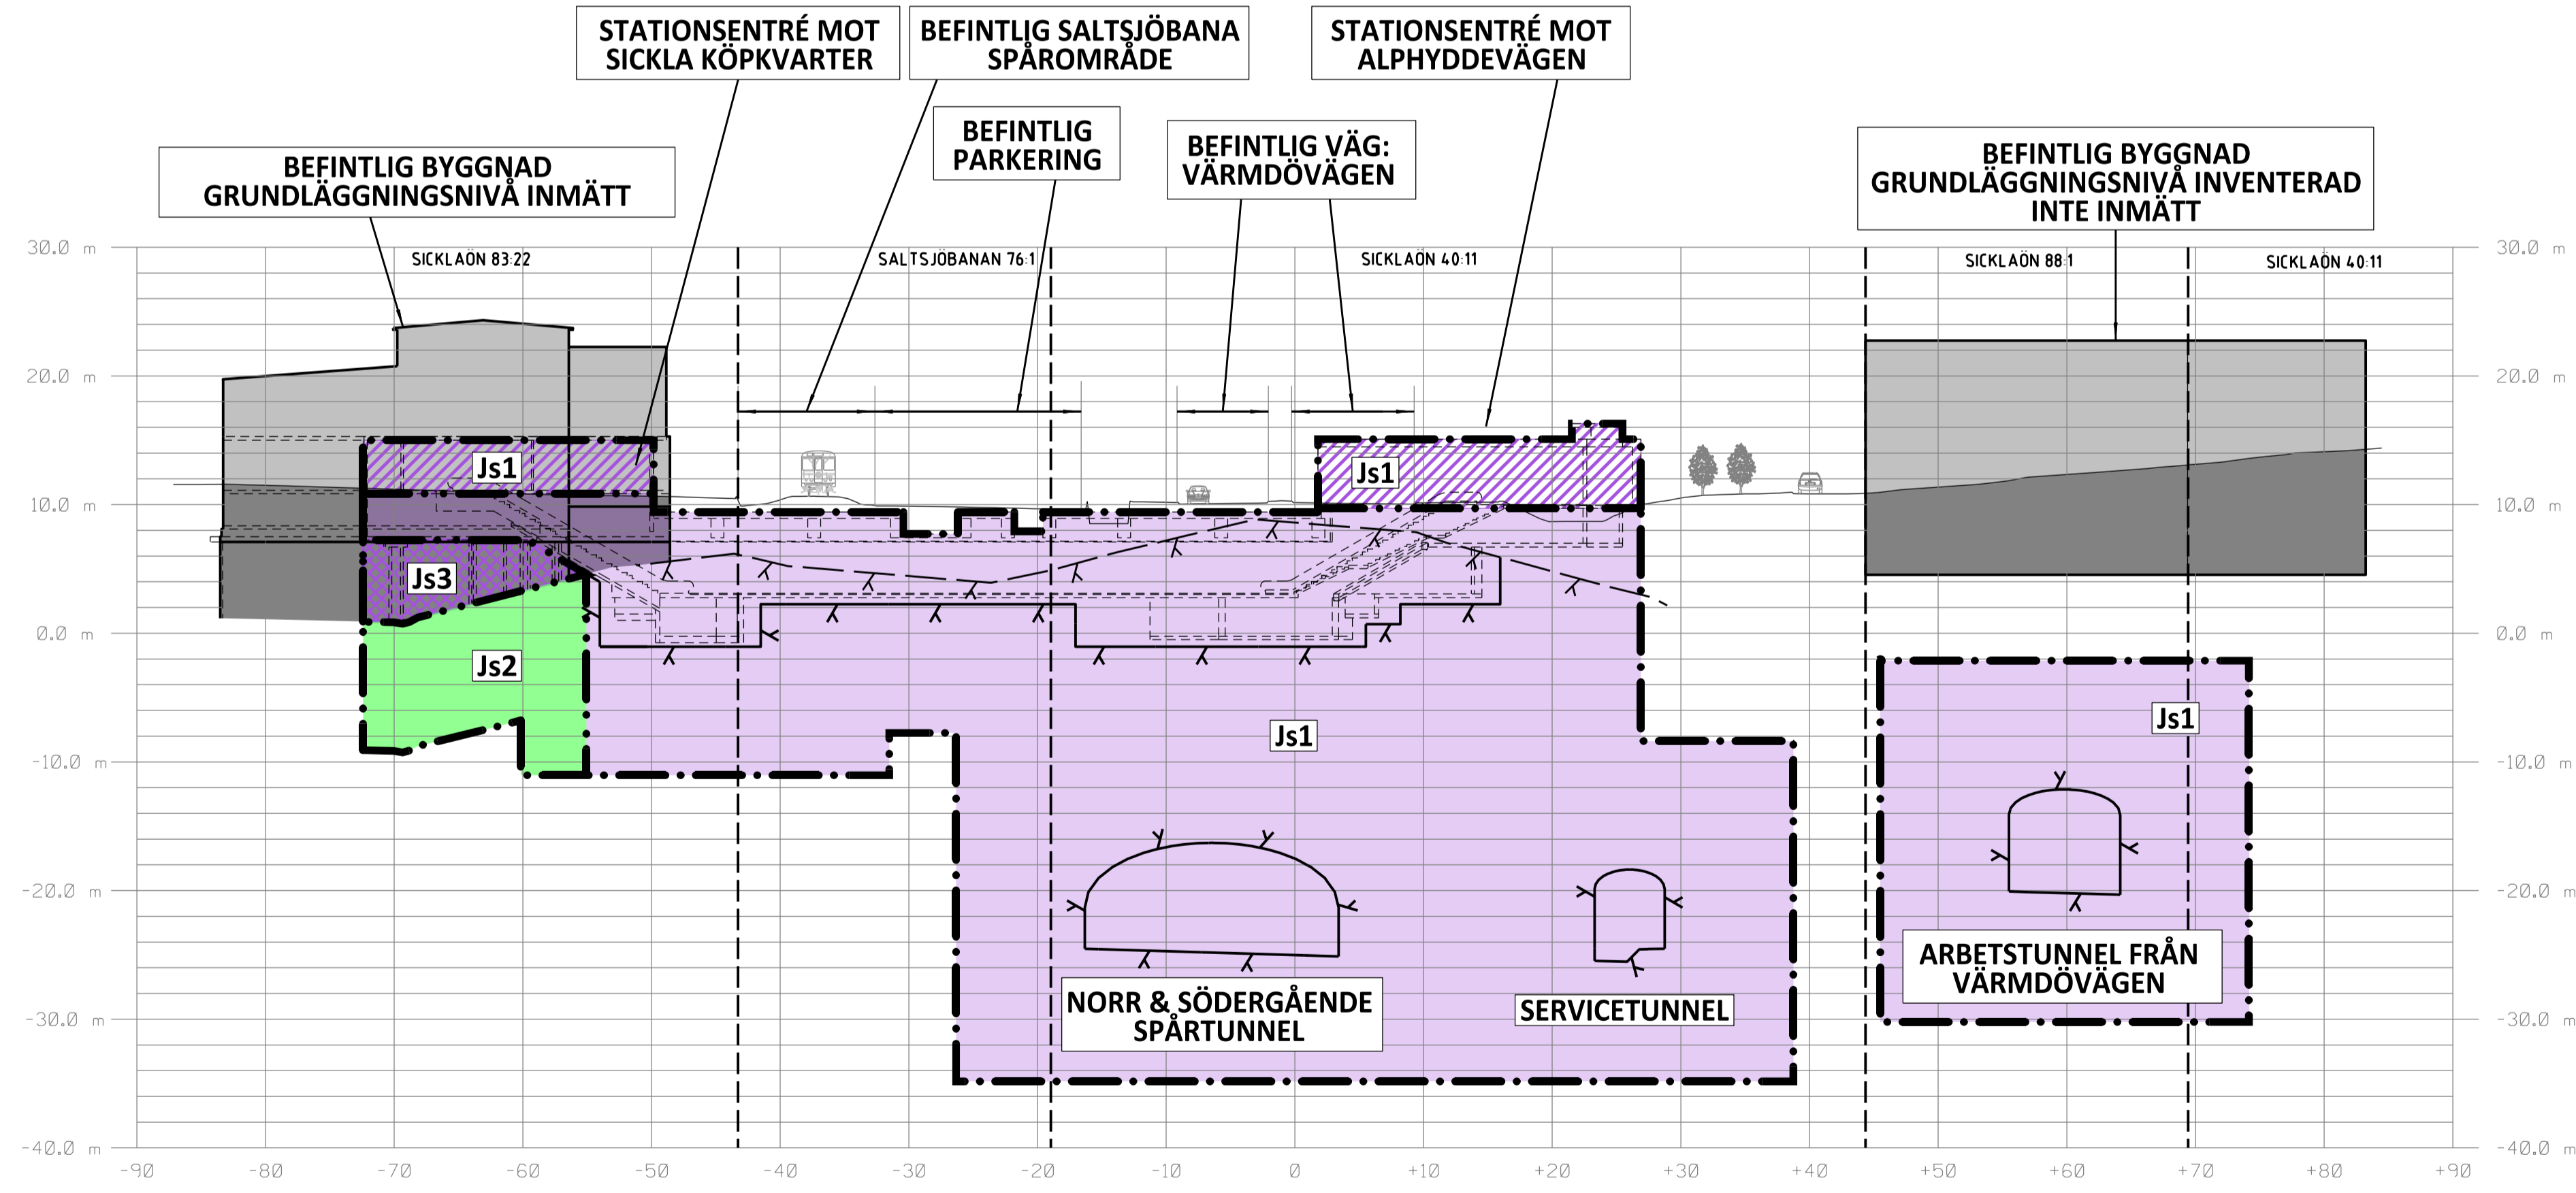 STATIONSENTRÉ MOT
SICKLA KÖPKVARTER
BEFINTLIG SALTSJÖBANA
SPÅROMRÅDE
STATIONSENTRÉ MOT
ALPHYDDEVÄGEN
BEFINTLIG
PARKERING
BEFINTLIG VÄG:
VÄRMDÖVÄGEN
BEFINTLIG BYGGNAD
GRUNDLÄGGNINGSNIVÅ INMÄTT
BEFINTLIG BYGGNAD
GRUNDLÄGGNINGSNIVÅ INVENTERAD
INTE INMÄTT
30.0 m
SICKLAÖN 83:22
SALTSJÖBANAN 76:1
SICKLAÖN 40:11
SICKLAÖN 88:1
SICKLAÖN 40:11
30.0 m
20.0 m
20.0 m
Js1
Js1
10.0 m
10.0 m
Js3
0.0 m
0.0 m
Js2
Js1
Js1
-10.0 m
-10.0 m
-20.0 m
-20.0 m
ARBETSTUNNEL FRÅN
VÄRMDÖVÄGEN
NORR & SÖDERGÅENDE
SPÅRTUNNEL
SERVICETUNNEL
-30.0 m
-30.0 m
-40.0 m
-40.0 m
-90 -80 -70 -60 -50 -40 -30 -20 -10 0 +10 +20 +30 +40 +50 +60 +70 +80 +90